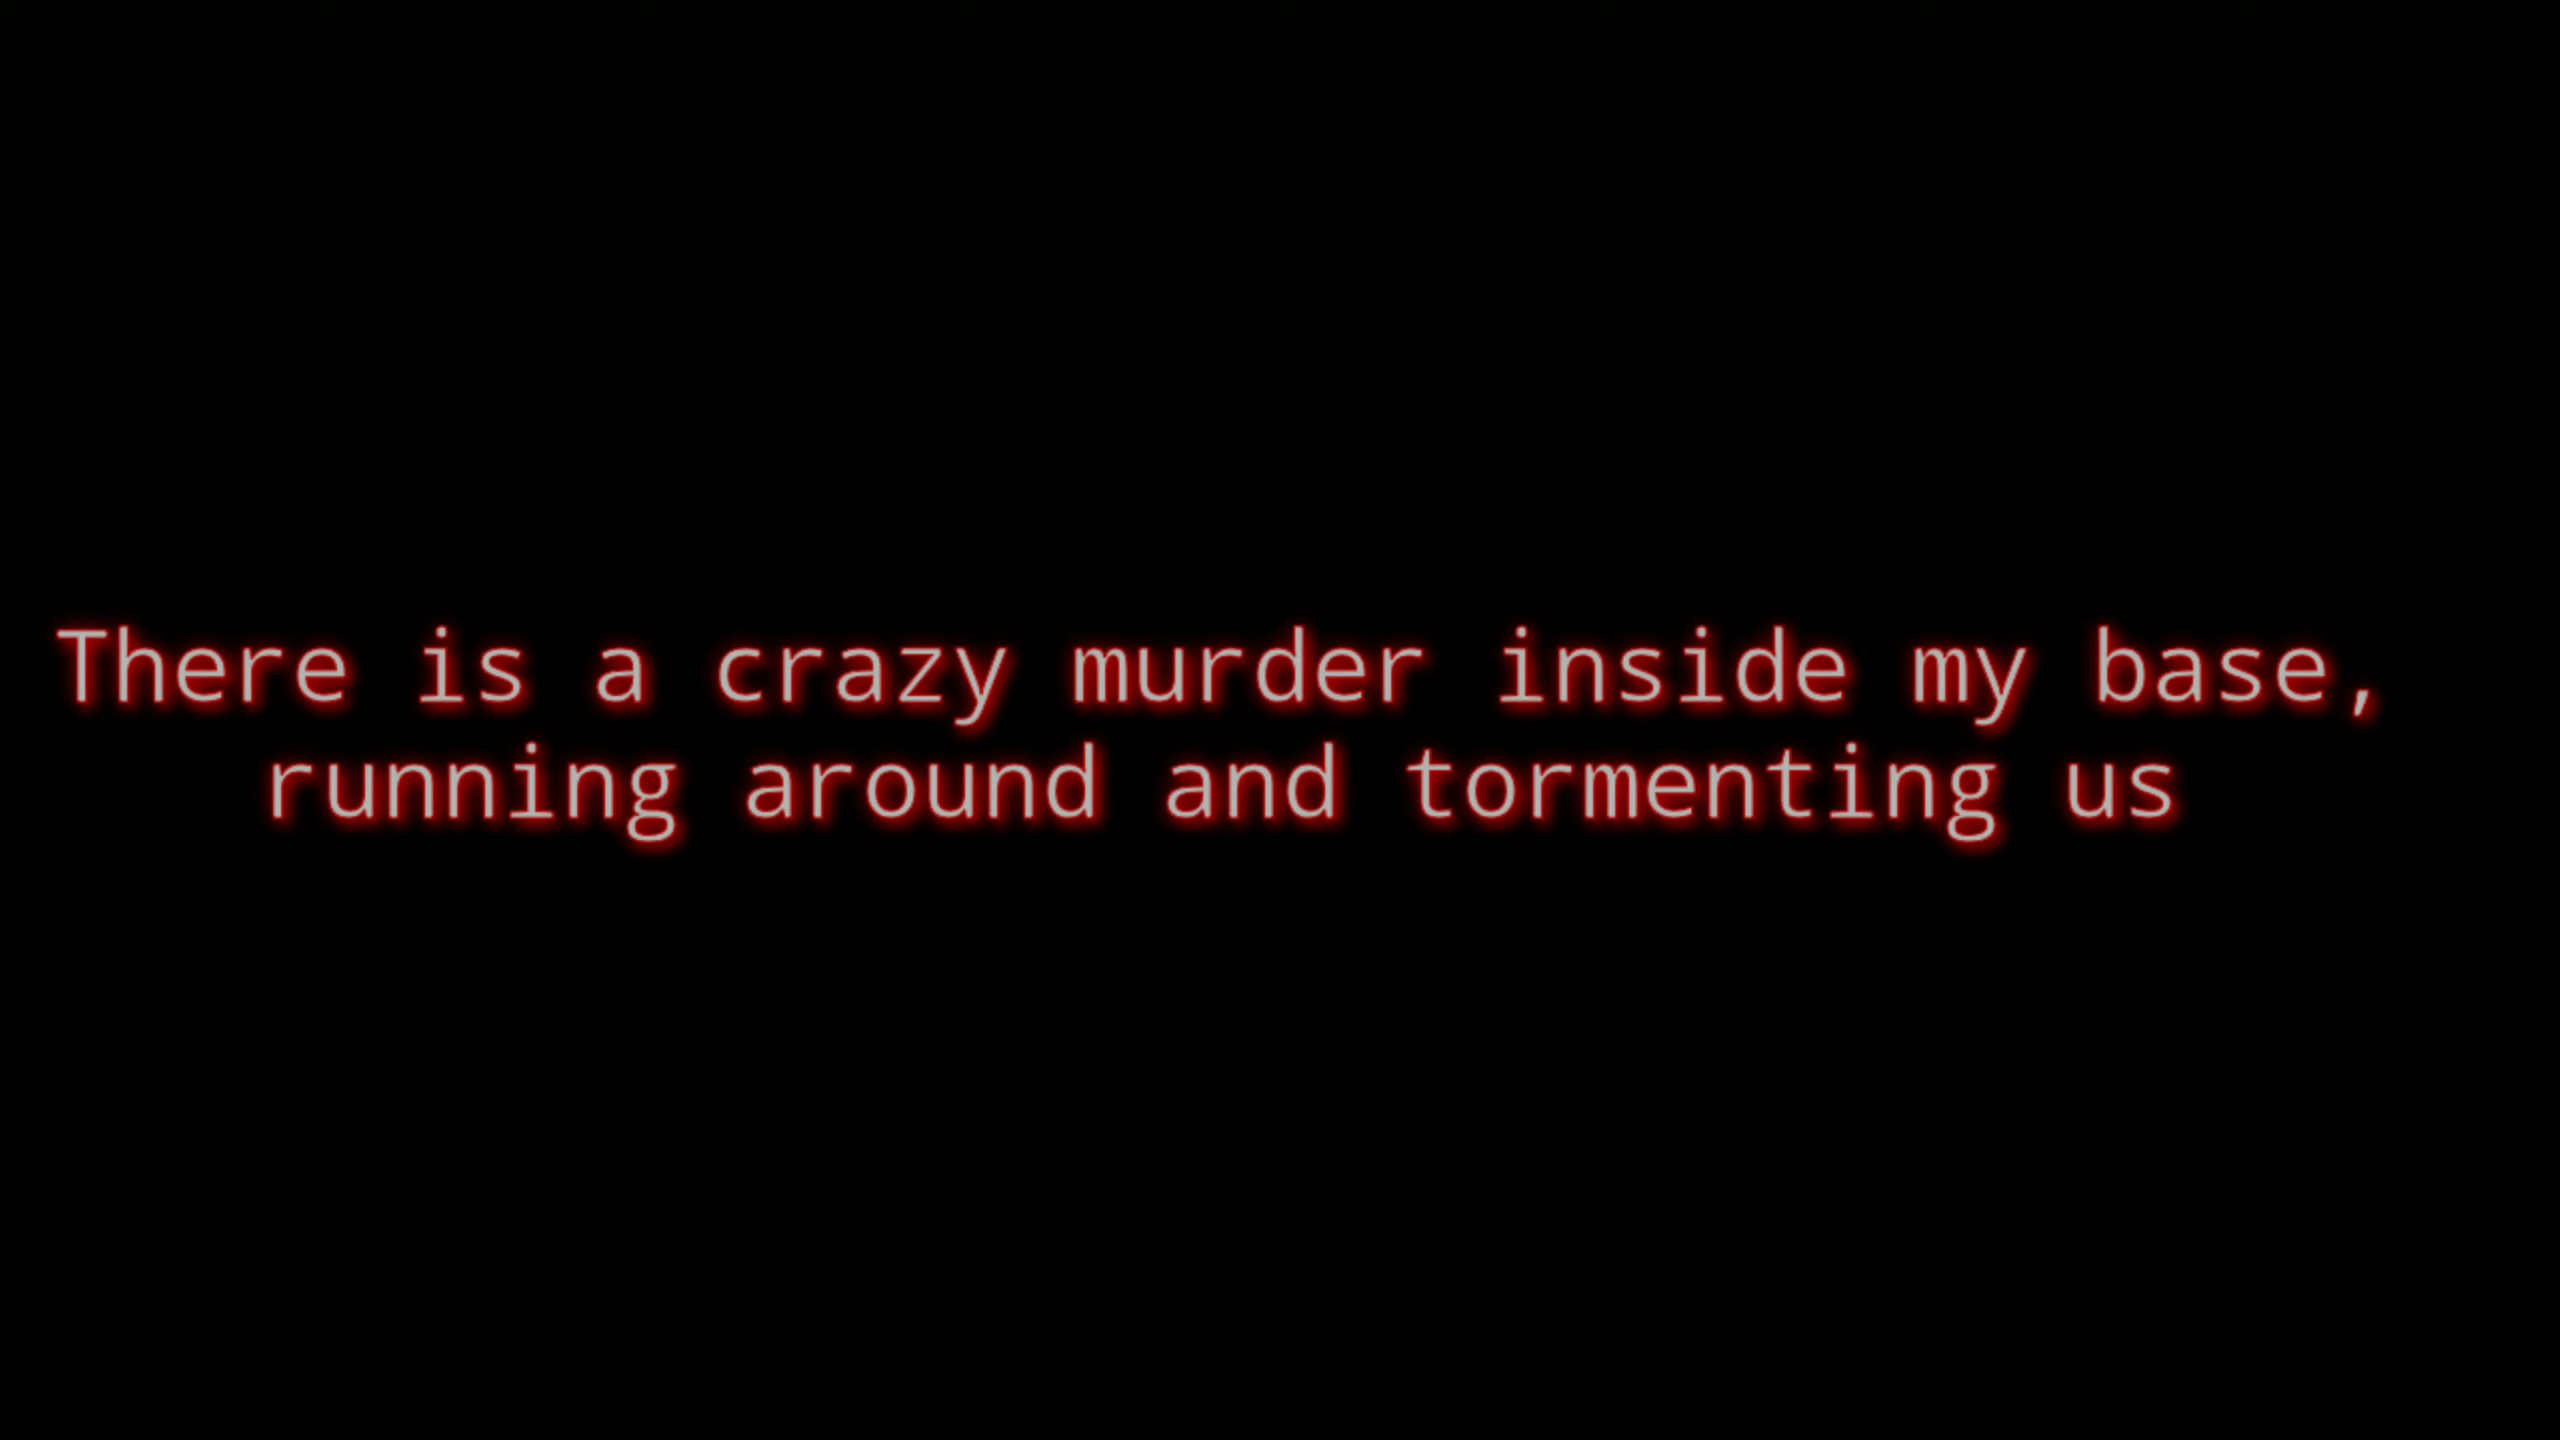 There is a crazy murder inside my base,
running around and tormenting us